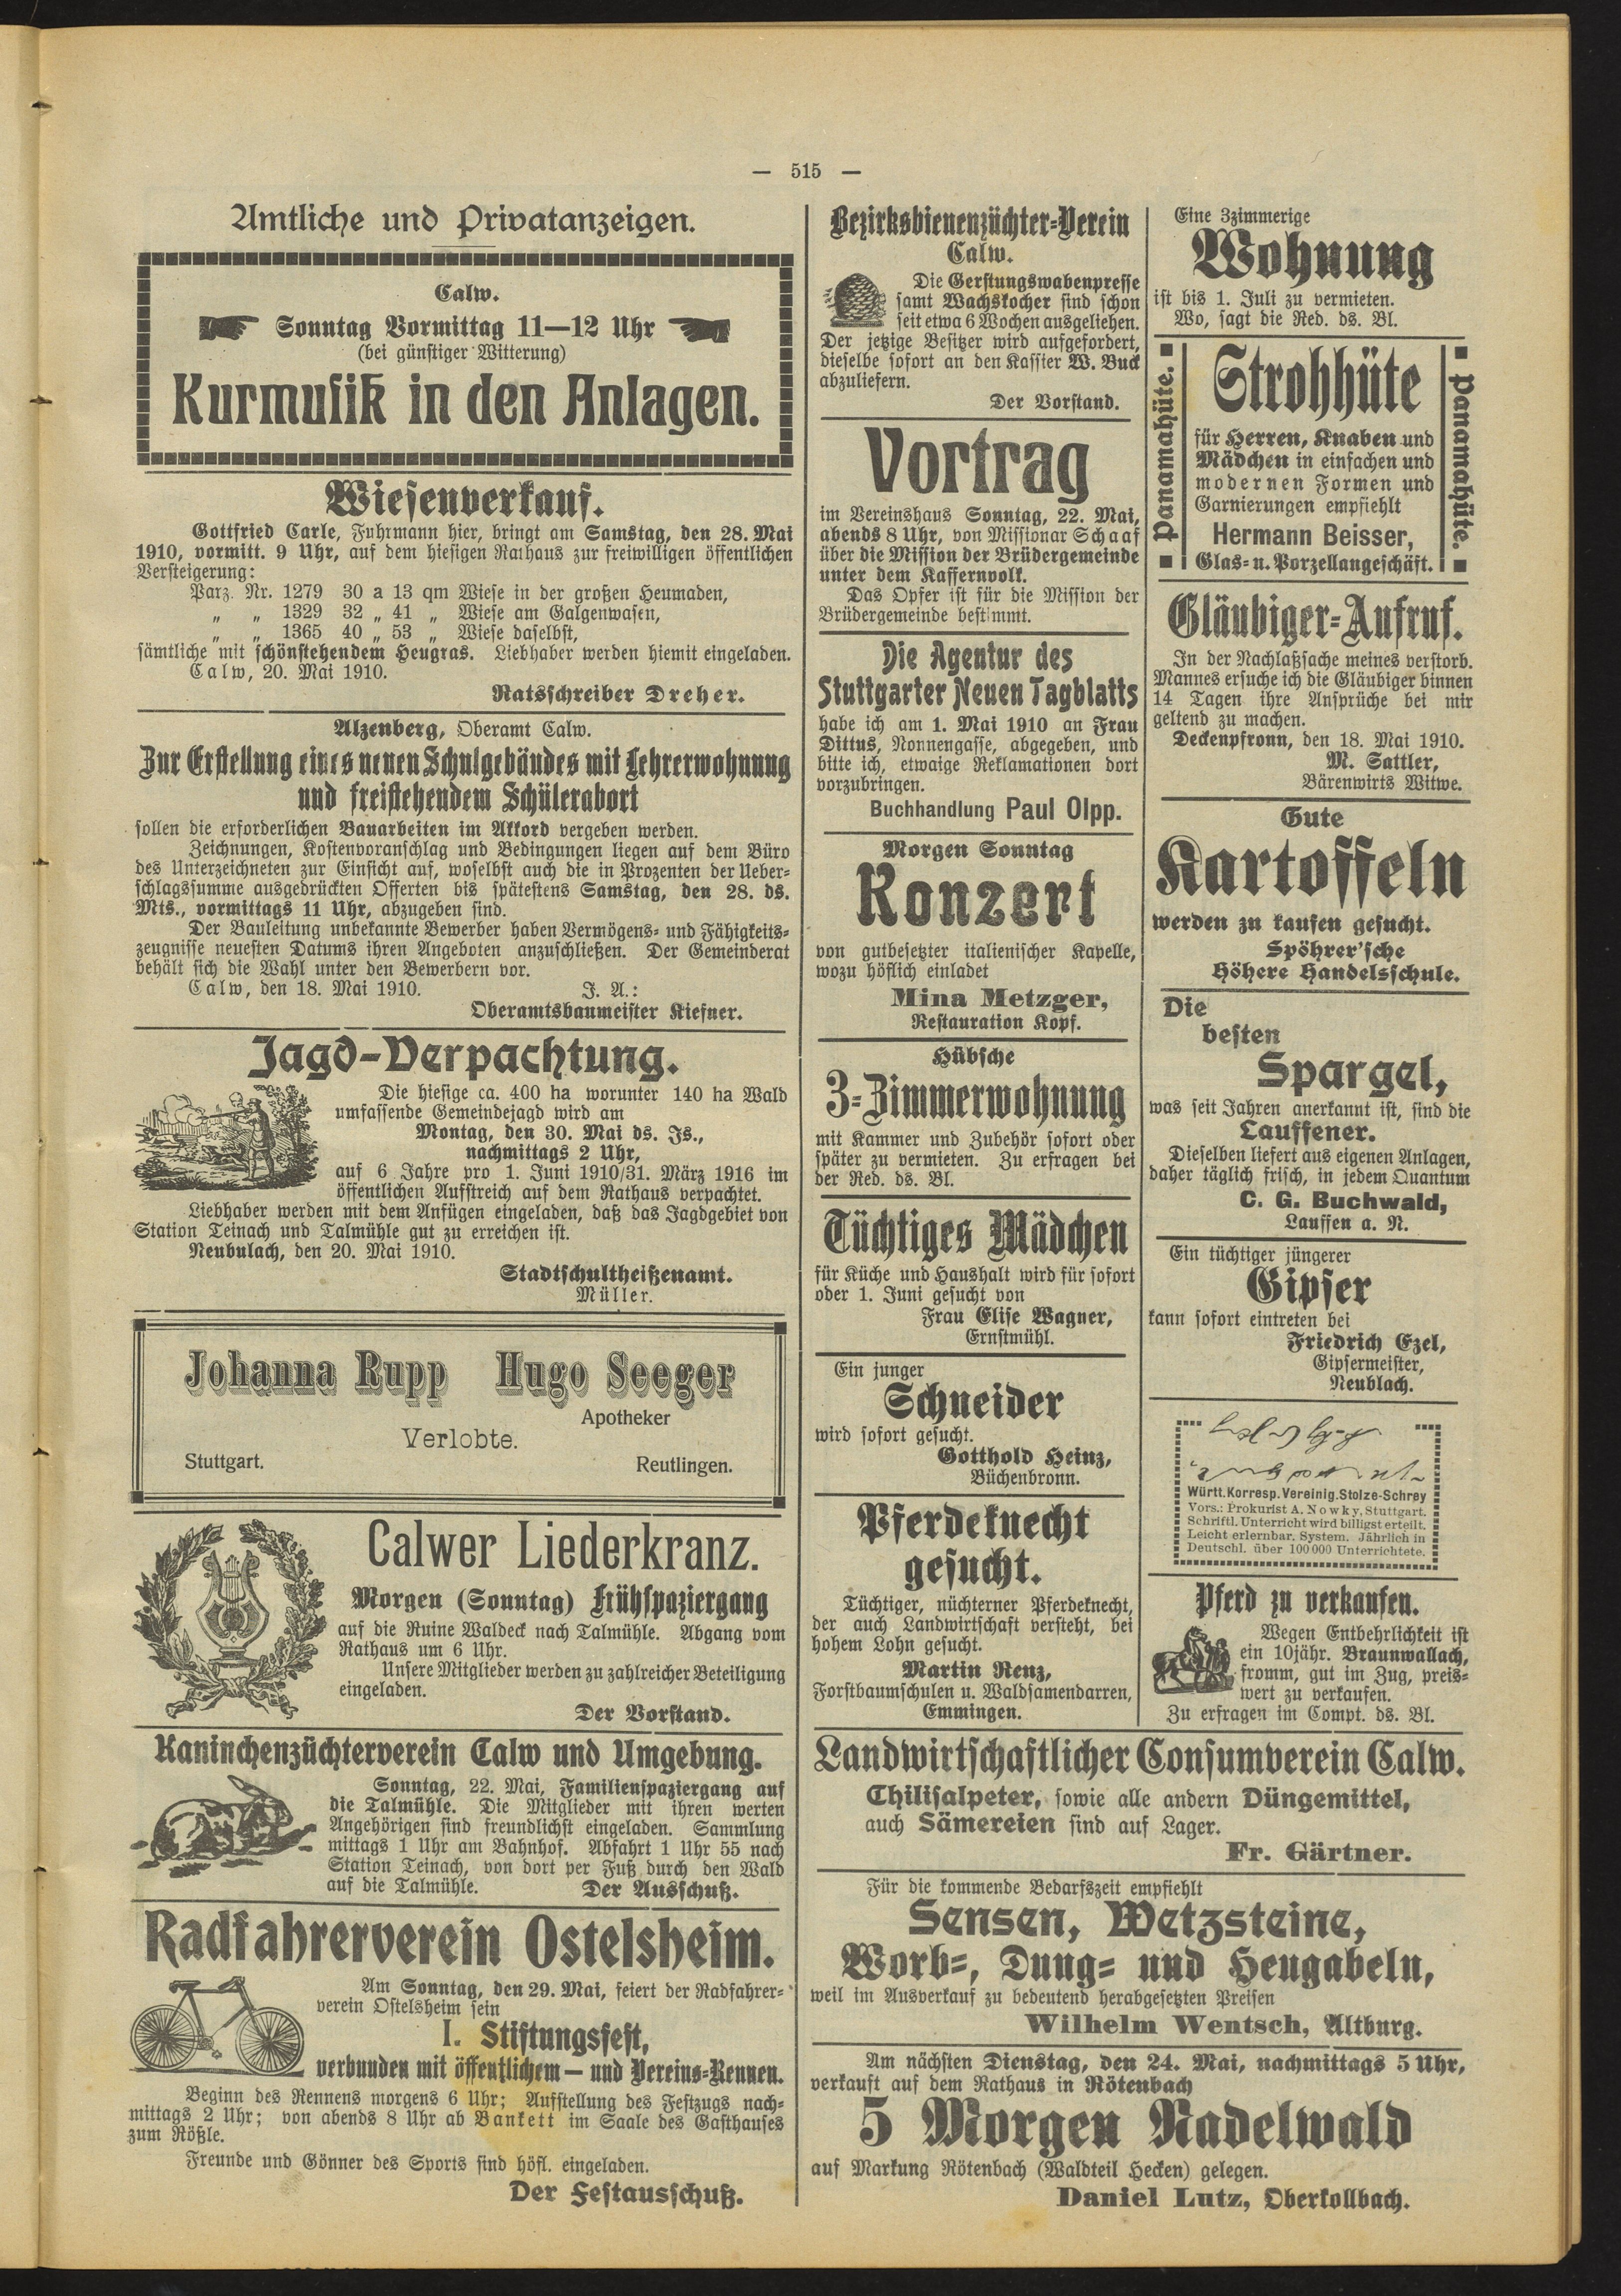 — 515 —
Amtliche und Privatanzeigen.
Calw.
Sonntag Vormittag 11—12 Uhr
(bei günstiger Witterung)
Kurmusik in den Anlagen.
Wiesenverkauf.
Gottfried Carle, Fuhrmann hier, bringt am Samstag, den 28. Mai
1910, vormitt. 9 Uhr, auf dem hiesigen Rathaus zur freiwilligen öffentlichen
Versteigerung:
Parz. Nr. 1279 30 a 13 qm Wiese in der großen Heumaden,
„ „ 1329 32 „ 41 „ Wiese am Galgenwasen,
„ „ 1365 40 „ 53 „ Wiese daselbst,
sämtliche mit schönstehendem Heugras. Liebhaber werden hiemit eingeladen.
Calw, 20. Mai 1910.
Ratsschreiber Dreher.
Alzenberg, Oberamt Calw.
Zur Erstellung eines neuen Schulgebäudes mit Lehrerwohnung
und freistehendem Schülerabort
sollen die erforderlichen Bauarbeiten im Akkord vergeben werden.
Zeichnungen, Kostenvoranschlag und Bedingungen liegen auf dem Büro
des Unterzeichneten zur Einsicht auf, woselbst auch die in Prozenten der Ueber-
schlagssumme ausgedrückten Offerten bis spätestens Samstag, den 28. ds.
Mts., vormittags 11 Uhr, abzugeben sind.
Der Bauleitung unbekannte Bewerber haben Vermögens- und Fähigkeits-
zeugnisse neuesten Datums ihren Angeboten anzuschließen. Der Gemeinderat
behält sich die Wahl unter den Bewerbern vor.
Calw, den 18. Mai 1910. J. A.:
Oberamtsbaumeister Kiefner.
Jagd-Verpachtung.
Die hiesige ca. 400 ha worunter 140 ha Wald
umfassende Gemeindejagd wird am
Montag, den 30. Mai ds. Js.,
nachmittags 2 Uhr,
auf 6 Jahre pro 1. Juni 1910/31. März 1916 im
öffentlichen Aufstreich auf dem Rathaus verpachtet.
Liebhaber werden mit dem Anfügen eingeladen, daß das Jagdgebiet von
Station Teinach und Talmühle gut zu erreichen ist.
Neubulach, den 20. Mai 1910.
Stadtschultheißenamt.
Müller.
Johanna Rupp Hugo Seeger
Apotheker
Verlobte.
Stuttgart. Reutlingen.
Calwer Liederkranz.
Morgen (Sonntag) Frühspaziergang
auf die Ruine Waldeck nach Talmühle. Abgang vom
Rathaus um 6 Uhr.
Unsere Mitglieder werden zu zahlreicher Beteiligung
eingeladen.
Der Vorstand.
Kaninchenzüchterverein Calw und Umgebung.
Sonntag, 22. Mai, Familienspaziergang auf
die Talmühle. Die Mitglieder mit ihren werten
Angehörigen sind freundlichst eingeladen. Sammlung
mittags 1 Uhr am Bahnhof. Abfahrt 1 Uhr 55 nach
Station Teinach, von dort per Fuß durch den Wald
auf die Talmühle. Der Ausschuß.
Radfahrerverein Ostelsheim.
Am Sonntag, den 29. Mai, feiert der Radfahrer-
verein Ostelsheim sein
I. Stiftungsfest,
verbunden mit öffentlichem — und Vereins-Rennen.
Beginn des Rennens morgens 6 Uhr; Aufstellung des Festzugs nach-
mittags 2 Uhr; von abends 8 Uhr ab Bankett im Saale des Gasthauses
zum Rößle.
Freunde und Gönner des Sports sind höfl. eingeladen.
Der Festausschuß.
Bezirksbienenzüchter-Verein
Calw.
Die Gerstungswabenpresse
samt Wachskocher sind schon
seit etwa 6 Wochen ausgeliehen.
Der jetzige Besitzer wird aufgefordert,
dieselbe sofort an den Kassier W. Buck
abzuliefern.
Der Vorstand.
Vortrag
im Vereinshaus Sonntag, 22. Mai,
abends 8 Uhr, von Missionar Schaaf
über die Mission der Brüdergemeinde
unter dem Kaffernvolk.
Das Opfer ist für die Mission der
Brüdergemeinde bestimmt.
Die Agentur des
Stuttgarter Neuen Tagblatts
habe ich am 1. Mai 1910 an Frau
Dittus, Nonnengasse, abgegeben, und
bitte ich, etwaige Reklamationen dort
vorzubringen.
Buchhandlung Paul Olpp.
Morgen Sonntag
Konzert
von gutbesetzter italienischer Kapelle,
wozu höflich einladet
Mina Metzger,
Restauration Kopf.
Hübsche
3-Zimmerwohnung
mit Kammer und Zubehör sofort oder
später zu vermieten. Zu erfragen bei
der Red. ds. Bl.
Tüchtiges Mädchen
für Küche und Haushalt wird für sofort
oder 1. Juni gesucht von
Frau Elise Wagner,
Ernstmühl.
Ein junger
Schneider
wird sofort gesucht.
Gotthold Heinz,
Büchenbronn.
Pferdeknecht
gesucht.
Tüchtiger, nüchterner Pferdeknecht,
der auch Landwirtschaft versteht, bei
hohem Lohn gesucht.
Martin Renz,
Forstbaumschulen u. Waldsamendarren,
Emmingen.
Eine 3zimmerige
Wohnung
ist bis 1. Juli zu vermieten.
Wo, sagt die Red. ds. Bl.
Panamahüte.
Strohhüte
für Herren, Knaben und
Mädchen in einfachen und
modernen Formen und
Garnierungen empfiehlt
Hermann Beisser,
Glas- u. Porzellangeschäft.
Panamahüte.
Gläubiger-Aufruf.
In der Nachlaßsache meines verstorb.
Mannes ersuche ich die Gläubiger binnen
14 Tagen ihre Ansprüche bei mir
geltend zu machen.
Deckenpfronn, den 18. Mai 1910.
M. Sattler,
Bärenwirts Witwe.
Gute
Kartoffeln
werden zu kaufen gesucht.
Spöhrer'sche
Höhere Handelsschule.
Die
besten
Spargel,
was seit Jahren anerkannt ist, sind die
Lauffener.
Dieselben liefert aus eigenen Anlagen,
daher täglich frisch, in jedem Quantum
C. G. Buchwald,
Lauffen a. N.
Ein tüchtiger jüngerer
Gipser
kann sofort eintreten bei
Friedrich Ezel,
Gipsermeister,
Neublach.
Württ. Korresp. Vereinig. Stolze-Schrey
Vors.: Prokurist A. Nowky, Stuttgart.
Schriftl. Unterricht wird billigst erteilt.
Leicht erlernbar. System. Jährlich in
Deutschl. über 100 000 Unterrichtete.
Pferd zu verkaufen.
Wegen Entbehrlichkeit ist
ein 10jähr. Braunwallach,
fromm, gut im Zug, preis-
wert zu verkaufen.
Zu erfragen im Compt. ds. Bl.
Landwirtschaftlicher Consumverein Calw.
Chilisalpeter, sowie alle andern Düngemittel,
auch Sämereien sind auf Lager.
Fr. Gärtner.
Für die kommende Bedarfszeit empfiehlt
Sensen, Wetzsteine,
Worb-, Dung- und Heugabeln,
weil im Ausverkauf zu bedeutend herabgesetzten Preisen
Wilhelm Wentsch, Altburg.
Am nächsten Dienstag, den 24. Mai, nachmittags 5 Uhr,
verkauft auf dem Rathaus in Rötenbach
5 Morgen Nadelwald
auf Markung Rötenbach (Waldteil Hecken) gelegen.
Daniel Lutz, Oberkollbach.